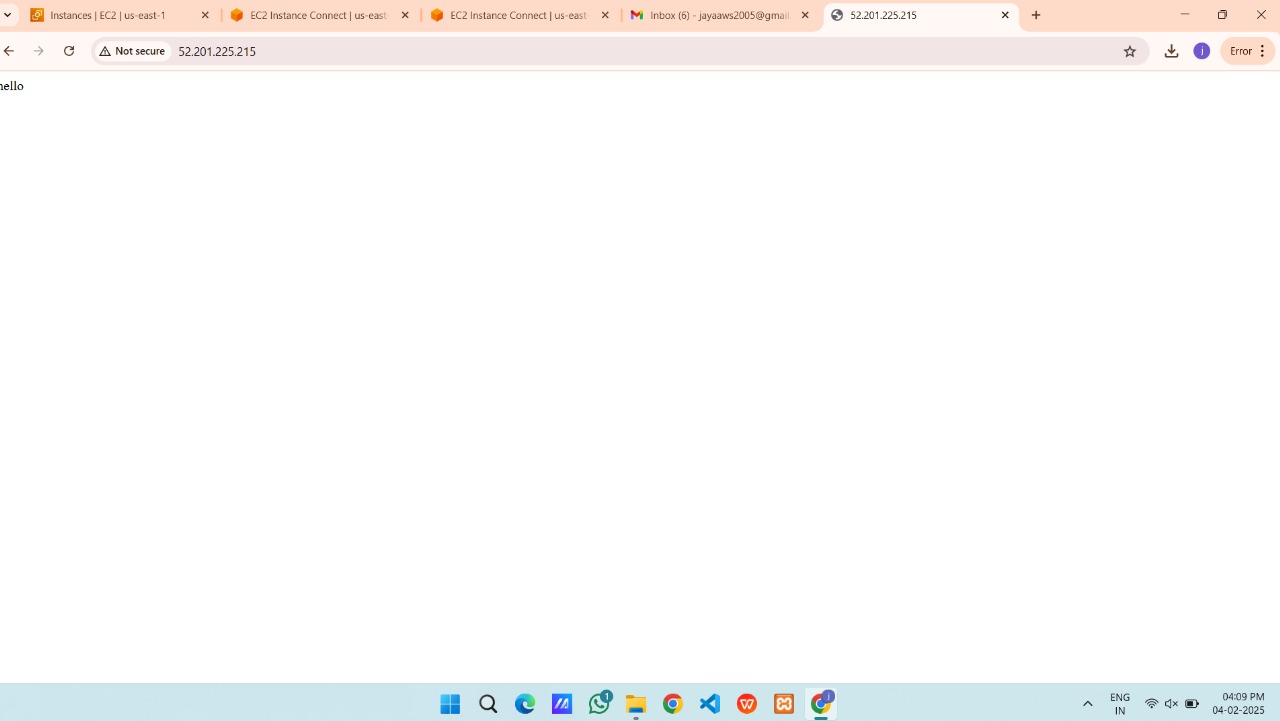 Instances | EC2 | us-east-1
EC2 Instance Connect | us-east
EC2 Instance Connect | us-east
Inbox (6) - jayaaws2005@gmail
52.201.225.215
Not secure
52.201.225.215
j
Error
hello
1
j
ENG
IN
04:09 PM
04-02-2025